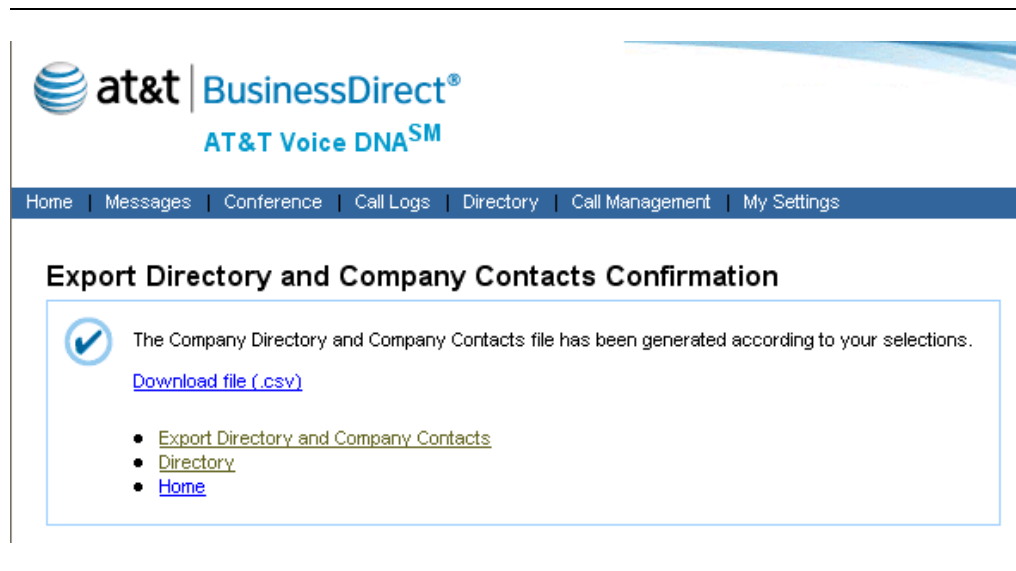 at&t | BusinessDirect®
AT&T Voice DNA℠
Home | Messages | Conference | Call Logs | Directory | Call Management | My Settings
Export Directory and Company Contacts Confirmation
The Company Directory and Company Contacts file has been generated according to your selections.
Download file (.csv)
• Export Directory and Company Contacts
• Directory
• Home